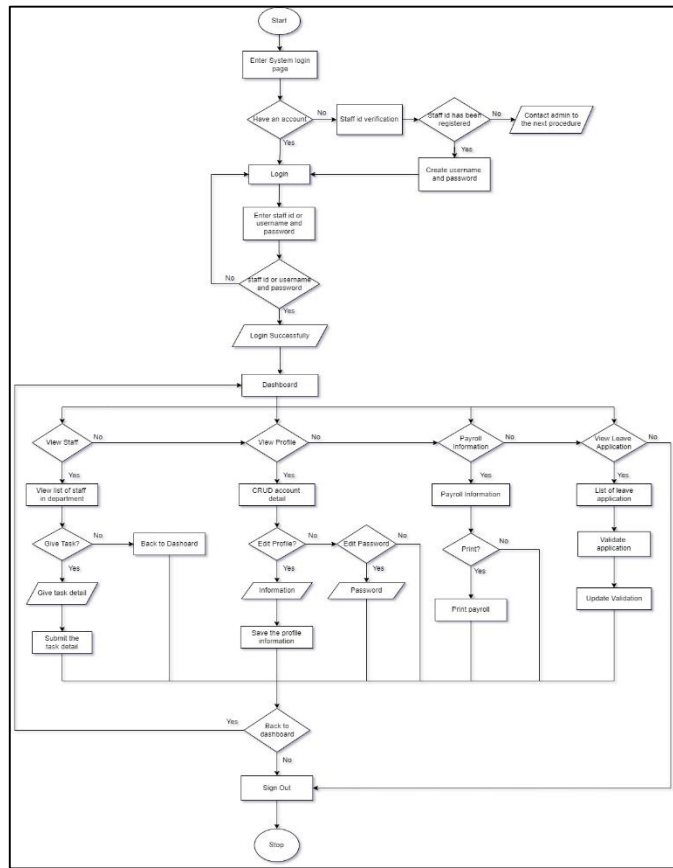 Start
Enter System login
page
Have an account
No
Staff id verification
Staff id has been
registered
No
Contact admin to
the next procedure
Yes
Yes
Create username
and password
Login
Enter staff id or
username and
password
No
staff id or username
and password
Yes
Login Successfully
Dashboard
View Staff
No
View Profile
No
Payroll
Information
No
View Leave
Application
No
Yes
Yes
Yes
Yes
View list of staff
in department
CRUD account
detail
Payroll Information
List of leave
application
Give Task?
No
Back to Dashoard
Edit Profile?
No
Edit Password
No
Print?
No
Validate
application
Yes
Yes
Yes
Yes
Give task detail
Information
Password
Print payroll
Update Validation
Submit the
task detail
Save the profile
information
Yes
Back to
dashboard
No
Sign Out
Stop